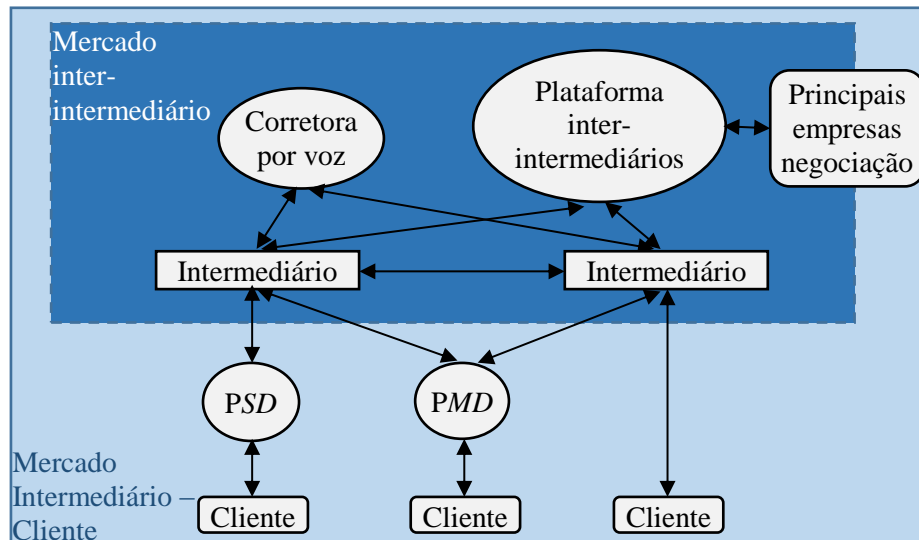 Mercado
inter-
intermediário
Corretora
por voz
Plataforma
inter-
intermediários
Principais
empresas
negociação
Intermediário
Intermediário
PSD
PMD
Mercado
Intermediário –
Cliente
Cliente
Cliente
Cliente